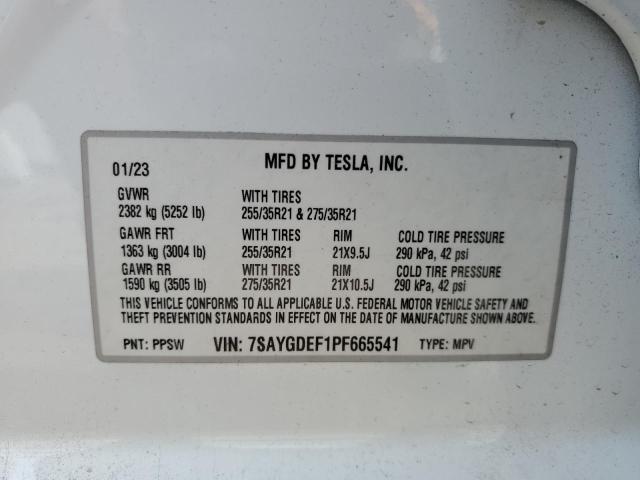 01/23 MFD BY TESLA, INC.
GVWR WITH TIRES
2382 kg (5252 lb) 255/35R21 & 275/35R21
GAWR FRT WITH TIRES RIM COLD TIRE PRESSURE
1363 kg (3004 lb) 255/35R21 21X9.5J 290 kPa, 42 psi
GAWR RR WITH TIRES RIM COLD TIRE PRESSURE
1590 kg (3505 lb) 275/35R21 21X10.5J 290 kPa, 42 psi
THIS VEHICLE CONFORMS TO ALL APPLICABLE U.S. FEDERAL MOTOR VEHICLE SAFETY AND
THEFT PREVENTION STANDARDS IN EFFECT ON THE DATE OF MANUFACTURE SHOWN ABOVE.
PNT: PPSW VIN: 7SAYGDEF1PF665541 TYPE: MPV